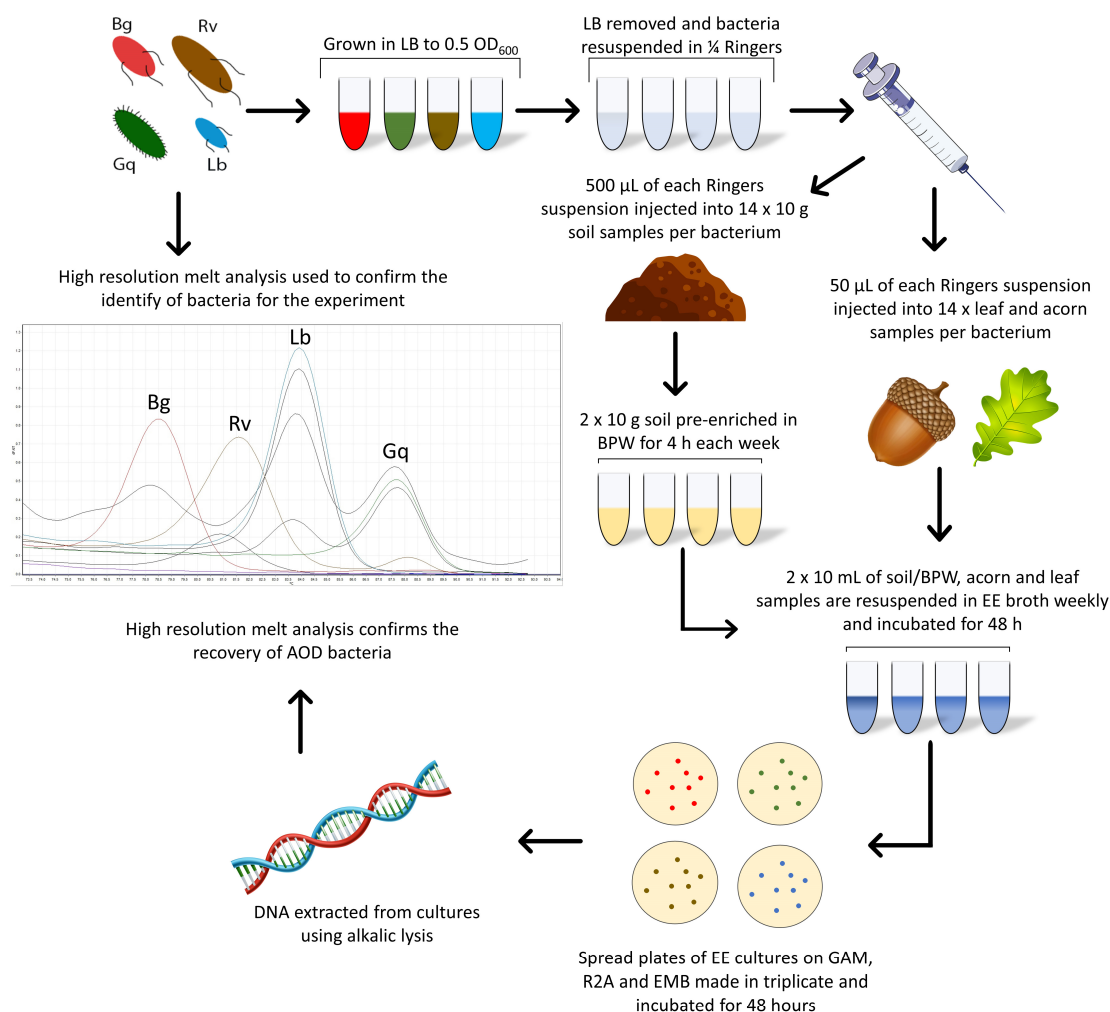 Bg
Rv
Gq
Lb
Grown in LB to 0.5 OD600
LB removed and bacteria
resuspended in ¼ Ringers
500 µL of each Ringers
suspension injected into 14 x 10 g
soil samples per bacterium
50 µL of each Ringers suspension
injected into 14 x leaf and acorn
samples per bacterium
High resolution melt analysis used to confirm the
identify of bacteria for the experiment
Bg
Rv
Lb
Gq
2 x 10 g soil pre-enriched in
BPW for 4 h each week
2 x 10 mL of soil/BPW, acorn and leaf
samples are resuspended in EE broth weekly
and incubated for 48 h
High resolution melt analysis confirms the
recovery of AOD bacteria
DNA extracted from cultures
using alkalic lysis
Spread plates of EE cultures on GAM,
R2A and EMB made in triplicate and
incubated for 48 hours